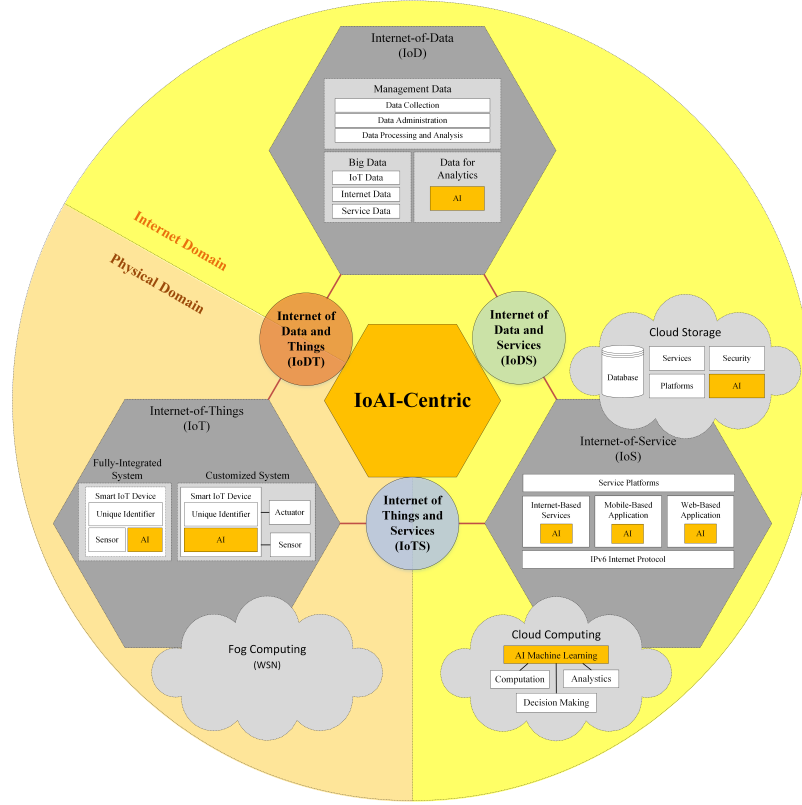 Internet-of-Data
(IoD)
Management Data
Data Collection
Data Administration
Data Processing and Analysis
Big Data
IoT Data
Internet Data
Service Data
Data for
Analytics
AI
Internet Domain
Physical Domain
Internet of
Data and
Things
(IoDT)
Internet of
Data and
Services
(IoDS)
IoAI-Centric
Cloud Storage
Database
Services
Security
Platforms
AI
Internet-of-Things
(IoT)
Fully-Integrated
System
Smart IoT Device
Unique Identifier
Sensor
AI
Customized System
Smart IoT Device
Unique Identifier
AI
Actuator
Sensor
Internet of
Things and
Services
(IoTS)
Internet-of-Service
(IoS)
Service Platforms
Internet-Based
Services
AI
Mobile-Based
Application
AI
Web-Based
Application
AI
IPv6 Internet Protocol
Fog Computing
(WSN)
Cloud Computing
AI Machine Learning
Computation
Analystics
Decision Making